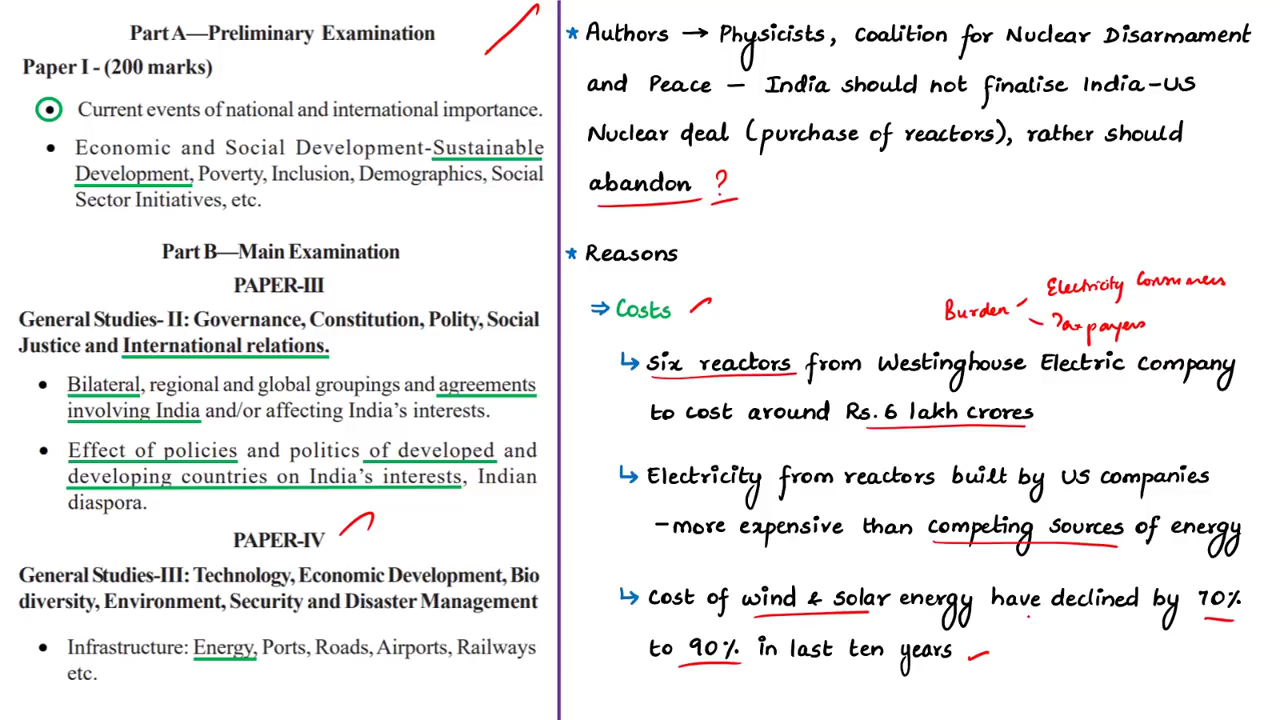 Part A—Preliminary Examination
Paper I - (200 marks)
Current events of national and international importance.
• Economic and Social Development-Sustainable
Development, Poverty, Inclusion, Demographics, Social
Sector Initiatives, etc.
Part B—Main Examination
PAPER-III
General Studies- II: Governance, Constitution, Polity, Social
Justice and International relations.
• Bilateral, regional and global groupings and agreements
involving India and/or affecting India's interests.
• Effect of policies and politics of developed and
developing countries on India's interests, Indian
diaspora.
PAPER-IV
General Studies-III: Technology, Economic Development, Bio
diversity, Environment, Security and Disaster Management
• Infrastructure: Energy, Ports, Roads, Airports, Railways
etc.
* Authors → Physicists, Coalition for Nuclear Disarmament
and Peace – India should not finalise India-US
Nuclear deal (purchase of reactors), rather should
abandon ?
* Reasons
⇒ Costs
Burden
Electricity Consumers
Taxpayers
↳ Six reactors from Westinghouse Electric Company
to cost around Rs. 6 lakh crores
↳ Electricity from reactors built by US companies
- more expensive than competing sources of energy
↳ Cost of wind & solar energy have declined by 70%
to 90% in last ten years